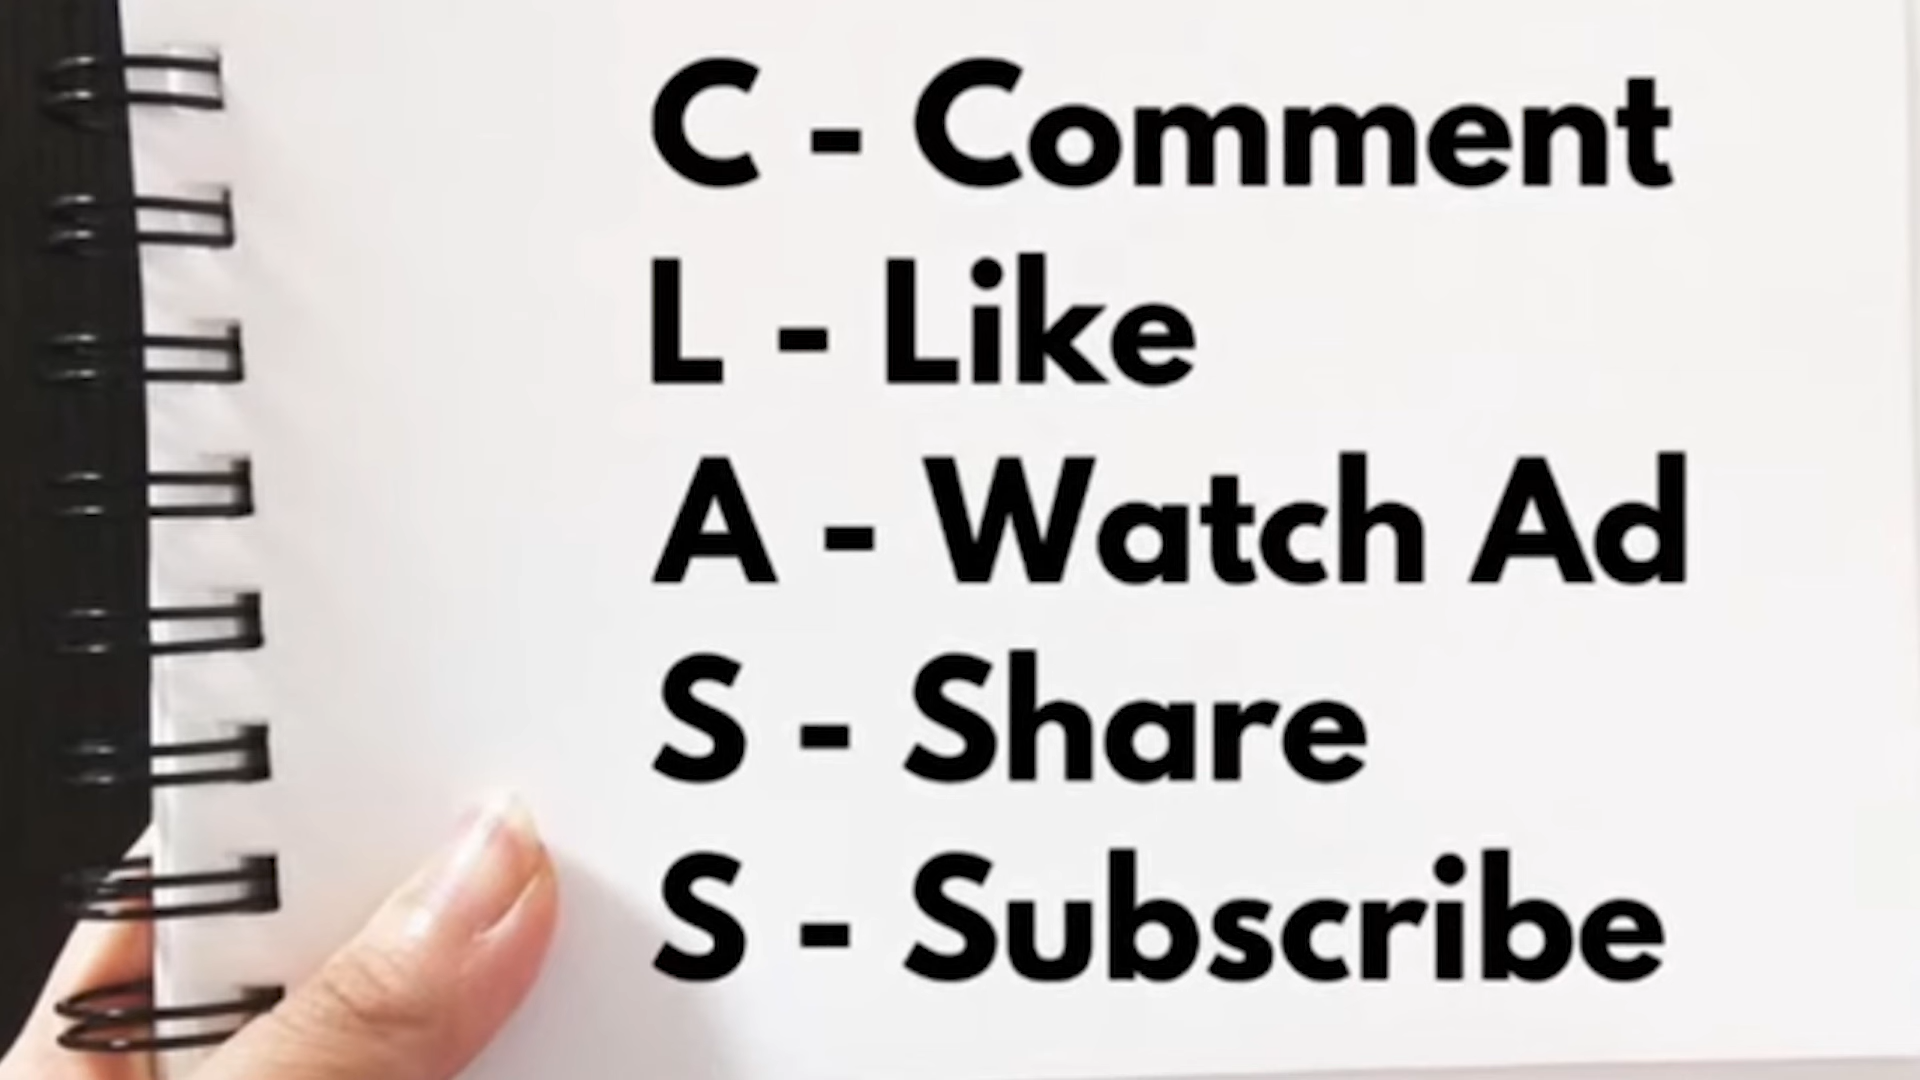 C - Comment
L - Like
A - Watch Ad
S - Share
S - Subscribe